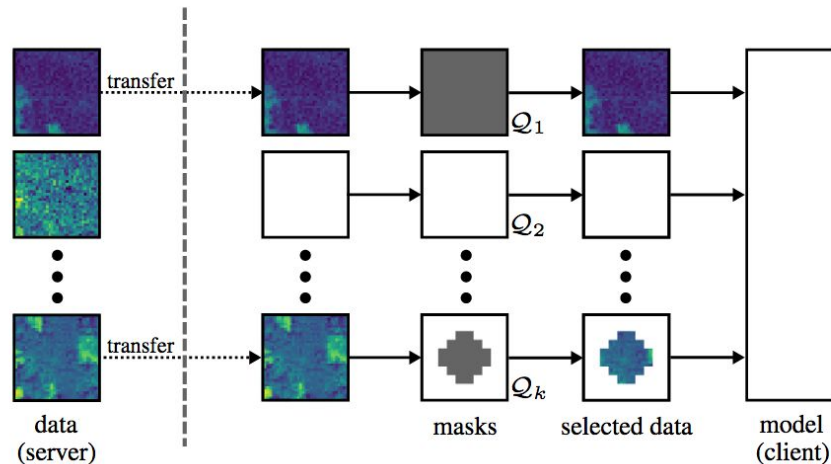 transfer
𝒬₁
𝒬₂
transfer
𝒬ₖ
data
(server)
masks
selected data
model
(client)